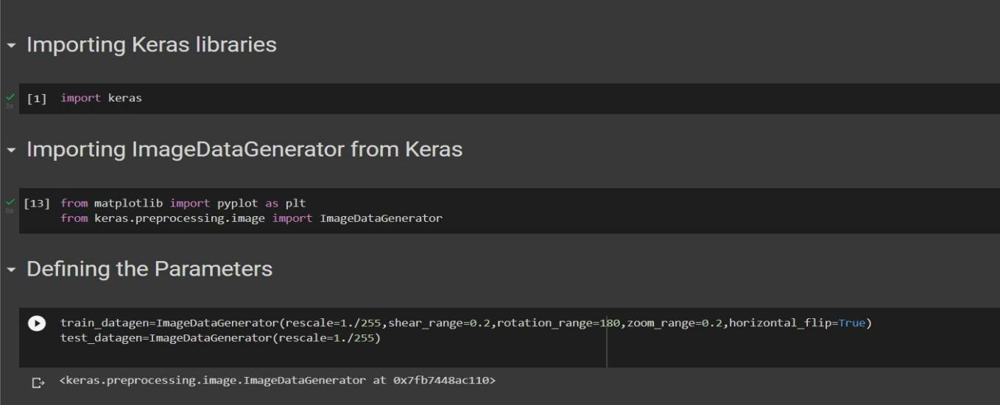 Importing Keras libraries
[1] import keras
3s
Importing ImageDataGenerator from Keras
[13] from matplotlib import pyplot as plt
0s
from keras.preprocessing.image import ImageDataGenerator
Defining the Parameters
train_datagen=ImageDataGenerator(rescale=1./255,shear_range=0.2,rotation_range=180,zoom_range=0.2,horizontal_flip=True)
test_datagen=ImageDataGenerator(rescale=1./255)
<keras.preprocessing.image.ImageDataGenerator at 0x7fb7448ac110>